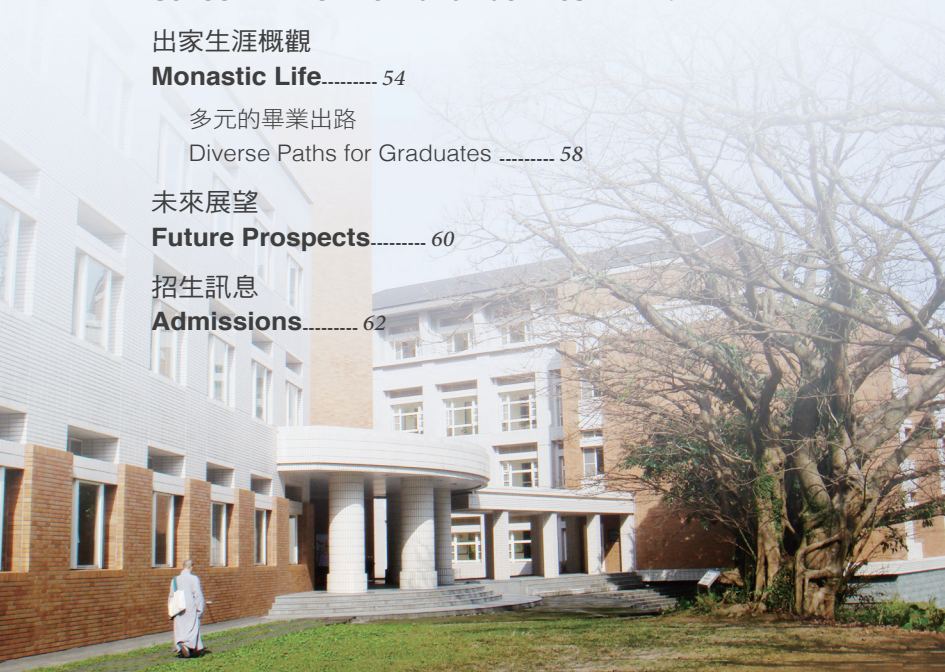 出家生涯概觀
Monastic Life--------- 54
多元的畢業出路
Diverse Paths for Graduates --------- 58
未來展望
Future Prospects--------- 60
招生訊息
Admissions--------- 62